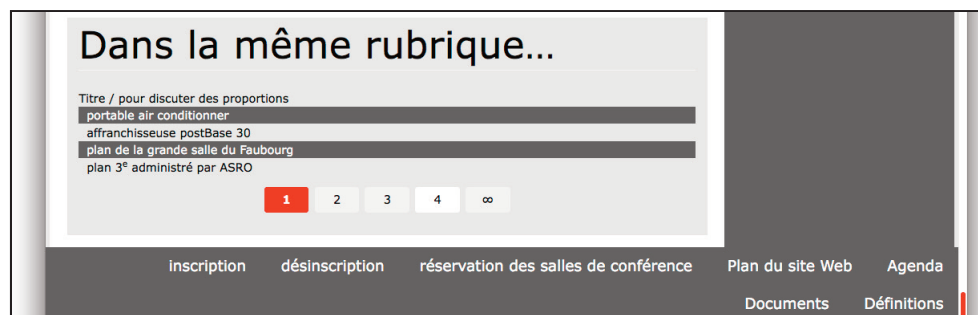 Dans la même rubrique...
Titre / pour discuter des proportions
portable air conditionner
affranchisseuse postBase 30
plan de la grande salle du Faubourg
plan 3e administré par ASRO
1 2 3 4 ∞
inscription désinscription réservation des salles de conférence Plan du site Web Agenda
Documents Définitions